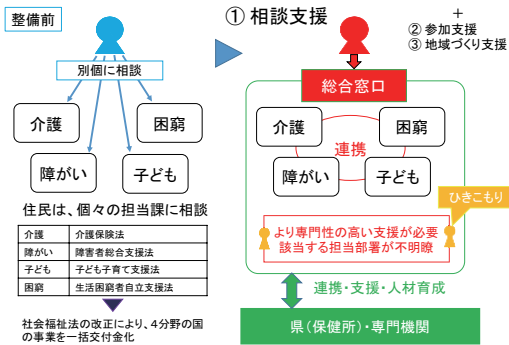 整備前
別個に相談
介護
困窮
障がい
子ども
住民は、個々の担当課に相談
介護 介護保険法
障がい 障害者総合支援法
子ども 子ども子育て支援法
困窮 生活困窮者自立支援法
社会福祉法の改正により、4分野の国
の事業を一括交付金化
① 相談支援
+
② 参加支援
③ 地域づくり支援
総合窓口
介護
困窮
連携
障がい
子ども
ひきこもり
より専門性の高い支援が必要
該当する担当部署が不明瞭
連携・支援・人材育成
県(保健所)・専門機関